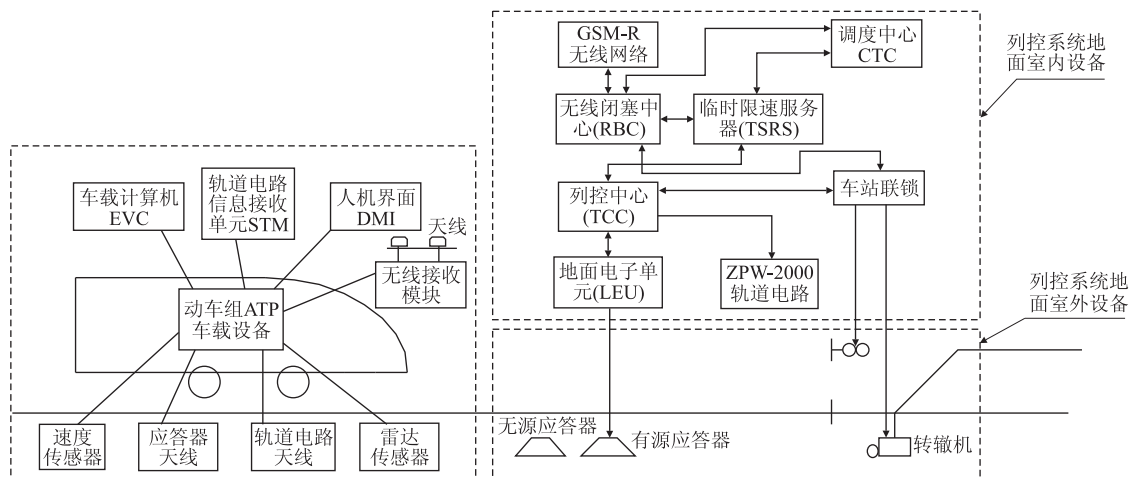 GSM-R
无线网络
调度中心
CTC
列控系统地
面室内设备
无线闭塞中
心(RBC)
临时限速服务
器(TSRS)
车载计算机
EVC
轨道电路
信息接收
单元STM
人机界面
DMI
天线
无线接收
模块
列控中心
(TCC)
车站联锁
地面电子单
元(LEU)
ZPW-2000
轨道电路
列控系统地
面室外设备
动车组ATP
车载设备
速度
传感器
应答器
天线
轨道电路
天线
雷达
传感器
无源应答器
有源应答器
转辙机